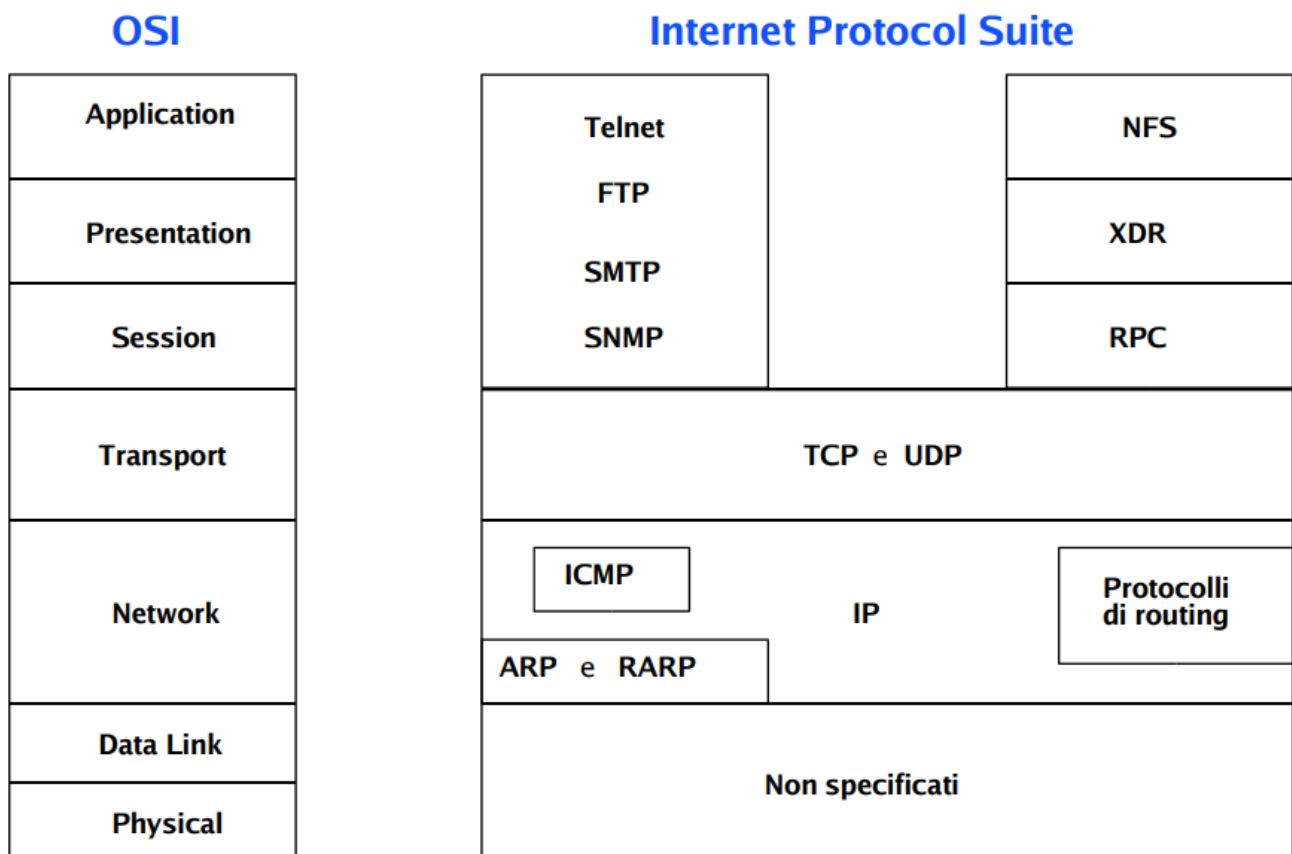 OSI
Internet Protocol Suite
Application
Presentation
Session
Transport
Network
Data Link
Physical
Telnet
FTP
SMTP
SNMP
NFS
XDR
RPC
TCP e UDP
ICMP
IP
Protocolli
di routing
ARP e RARP
Non specificati